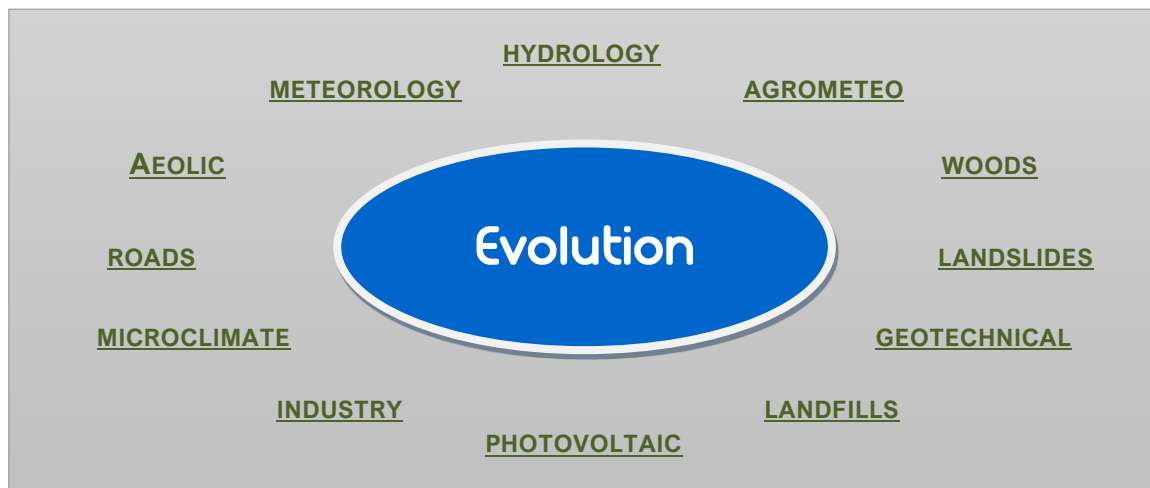 HYDROLOGY
METEOROLOGY
AGROMETEO
AEOLIC
WOODS
Evolution
ROADS
LANDSLIDES
MICROCLIMATE
GEOTECHNICAL
INDUSTRY
LANDFILLS
PHOTOVOLTAIC